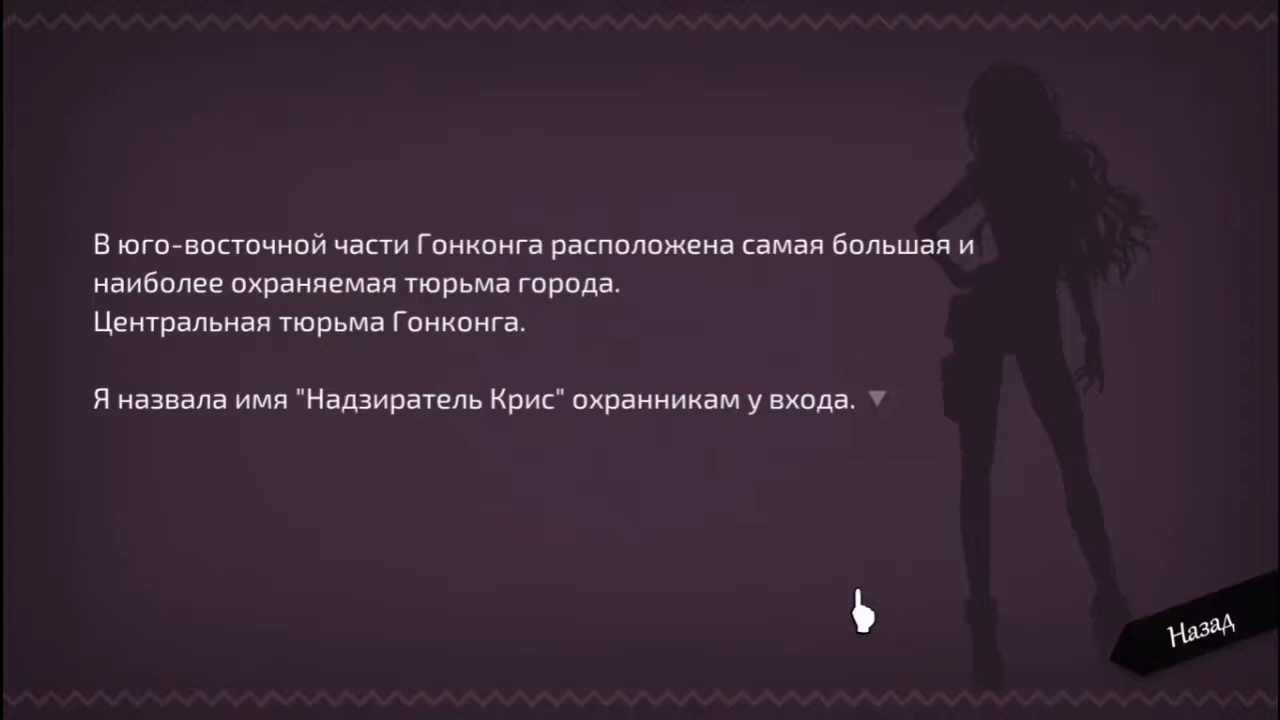 В юго-восточной части Гонконга расположена самая большая и
наиболее охраняемая тюрьма города.
Центральная тюрьма Гонконга.
Я назвала имя "Надзиратель Крис" охранникам у входа.
Назад